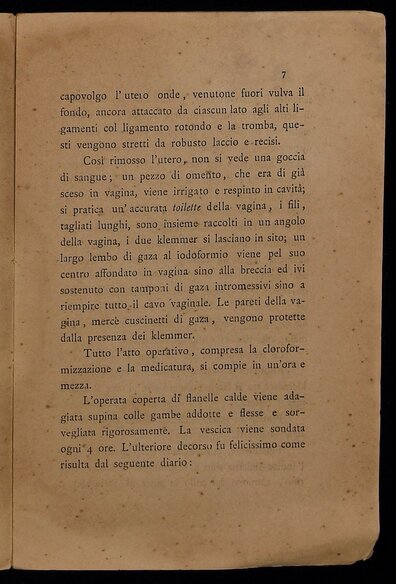 7
capovolgo l'utero onde, venutone fuori vulva il
fondo, ancora attaccato da ciascun lato agli alti li-
gamenti col ligamento rotondo e la tromba, que-
sti vengono stretti da robusto laccio e recisi.
Così rimosso l'utero, non si vede una goccia
di sangue; un pezzo di omento, che era di già
sceso in vagina, viene irrigato e respinto in cavità;
si pratica un'accurata toilette della vagina, i fili,
tagliati lunghi, sono insieme raccolti in un angolo
della vagina, i due klemmer si lasciano in sito; un
largo lembo di gaza al iodoformio viene pel suo
centro affondato in vagina sino alla breccia ed ivi
sostenuto con tamponi di gaza intromessivi sino a
riempire tutto il cavo vaginale. Le pareti della va-
gina, mercè cuscinetti di gaza, vengono protette
dalla presenza dei klemmer.
Tutto l'atto operativo, compresa la clorofor-
mizzazione e la medicatura, si compie in un'ora e
mezza.
L'operata coperta di flanelle calde viene ada-
giata supina colle gambe addotte e flesse e sor-
vegliata rigorosamente. La vescica viene sondata
ogni 4 ore. L'ulteriore decorso fu felicissimo come
risulta dal seguente diario: